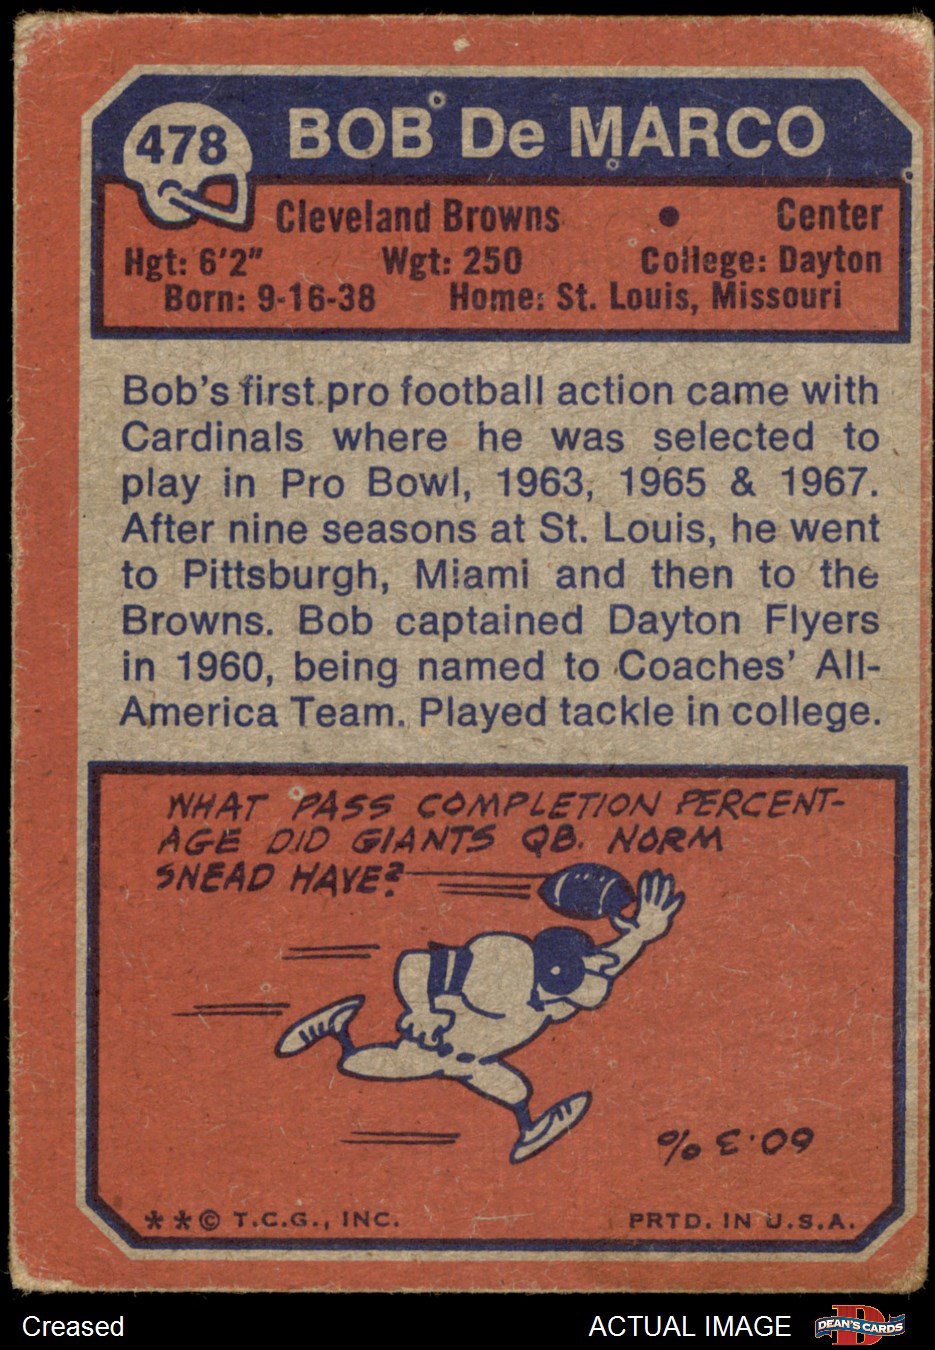 478
BOB De MARCO
Cleveland Browns • Center
Hgt: 6'2" Wgt: 250 College: Dayton
Born: 9-16-38 Home: St. Louis, Missouri
Bob's first pro football action came with
Cardinals where he was selected to
play in Pro Bowl, 1963, 1965 & 1967.
After nine seasons at St. Louis, he went
to Pittsburgh, Miami and then to the
Browns. Bob captained Dayton Flyers
in 1960, being named to Coaches' All-
America Team. Played tackle in college.
WHAT PASS COMPLETION PERCENT-
AGE DID GIANTS QB. NORM
SNEAD HAVE?
60.3 %
* * © T.C.G., INC. PRTD. IN U.S.A.
Creased ACTUAL IMAGE DEAN'S CARDS